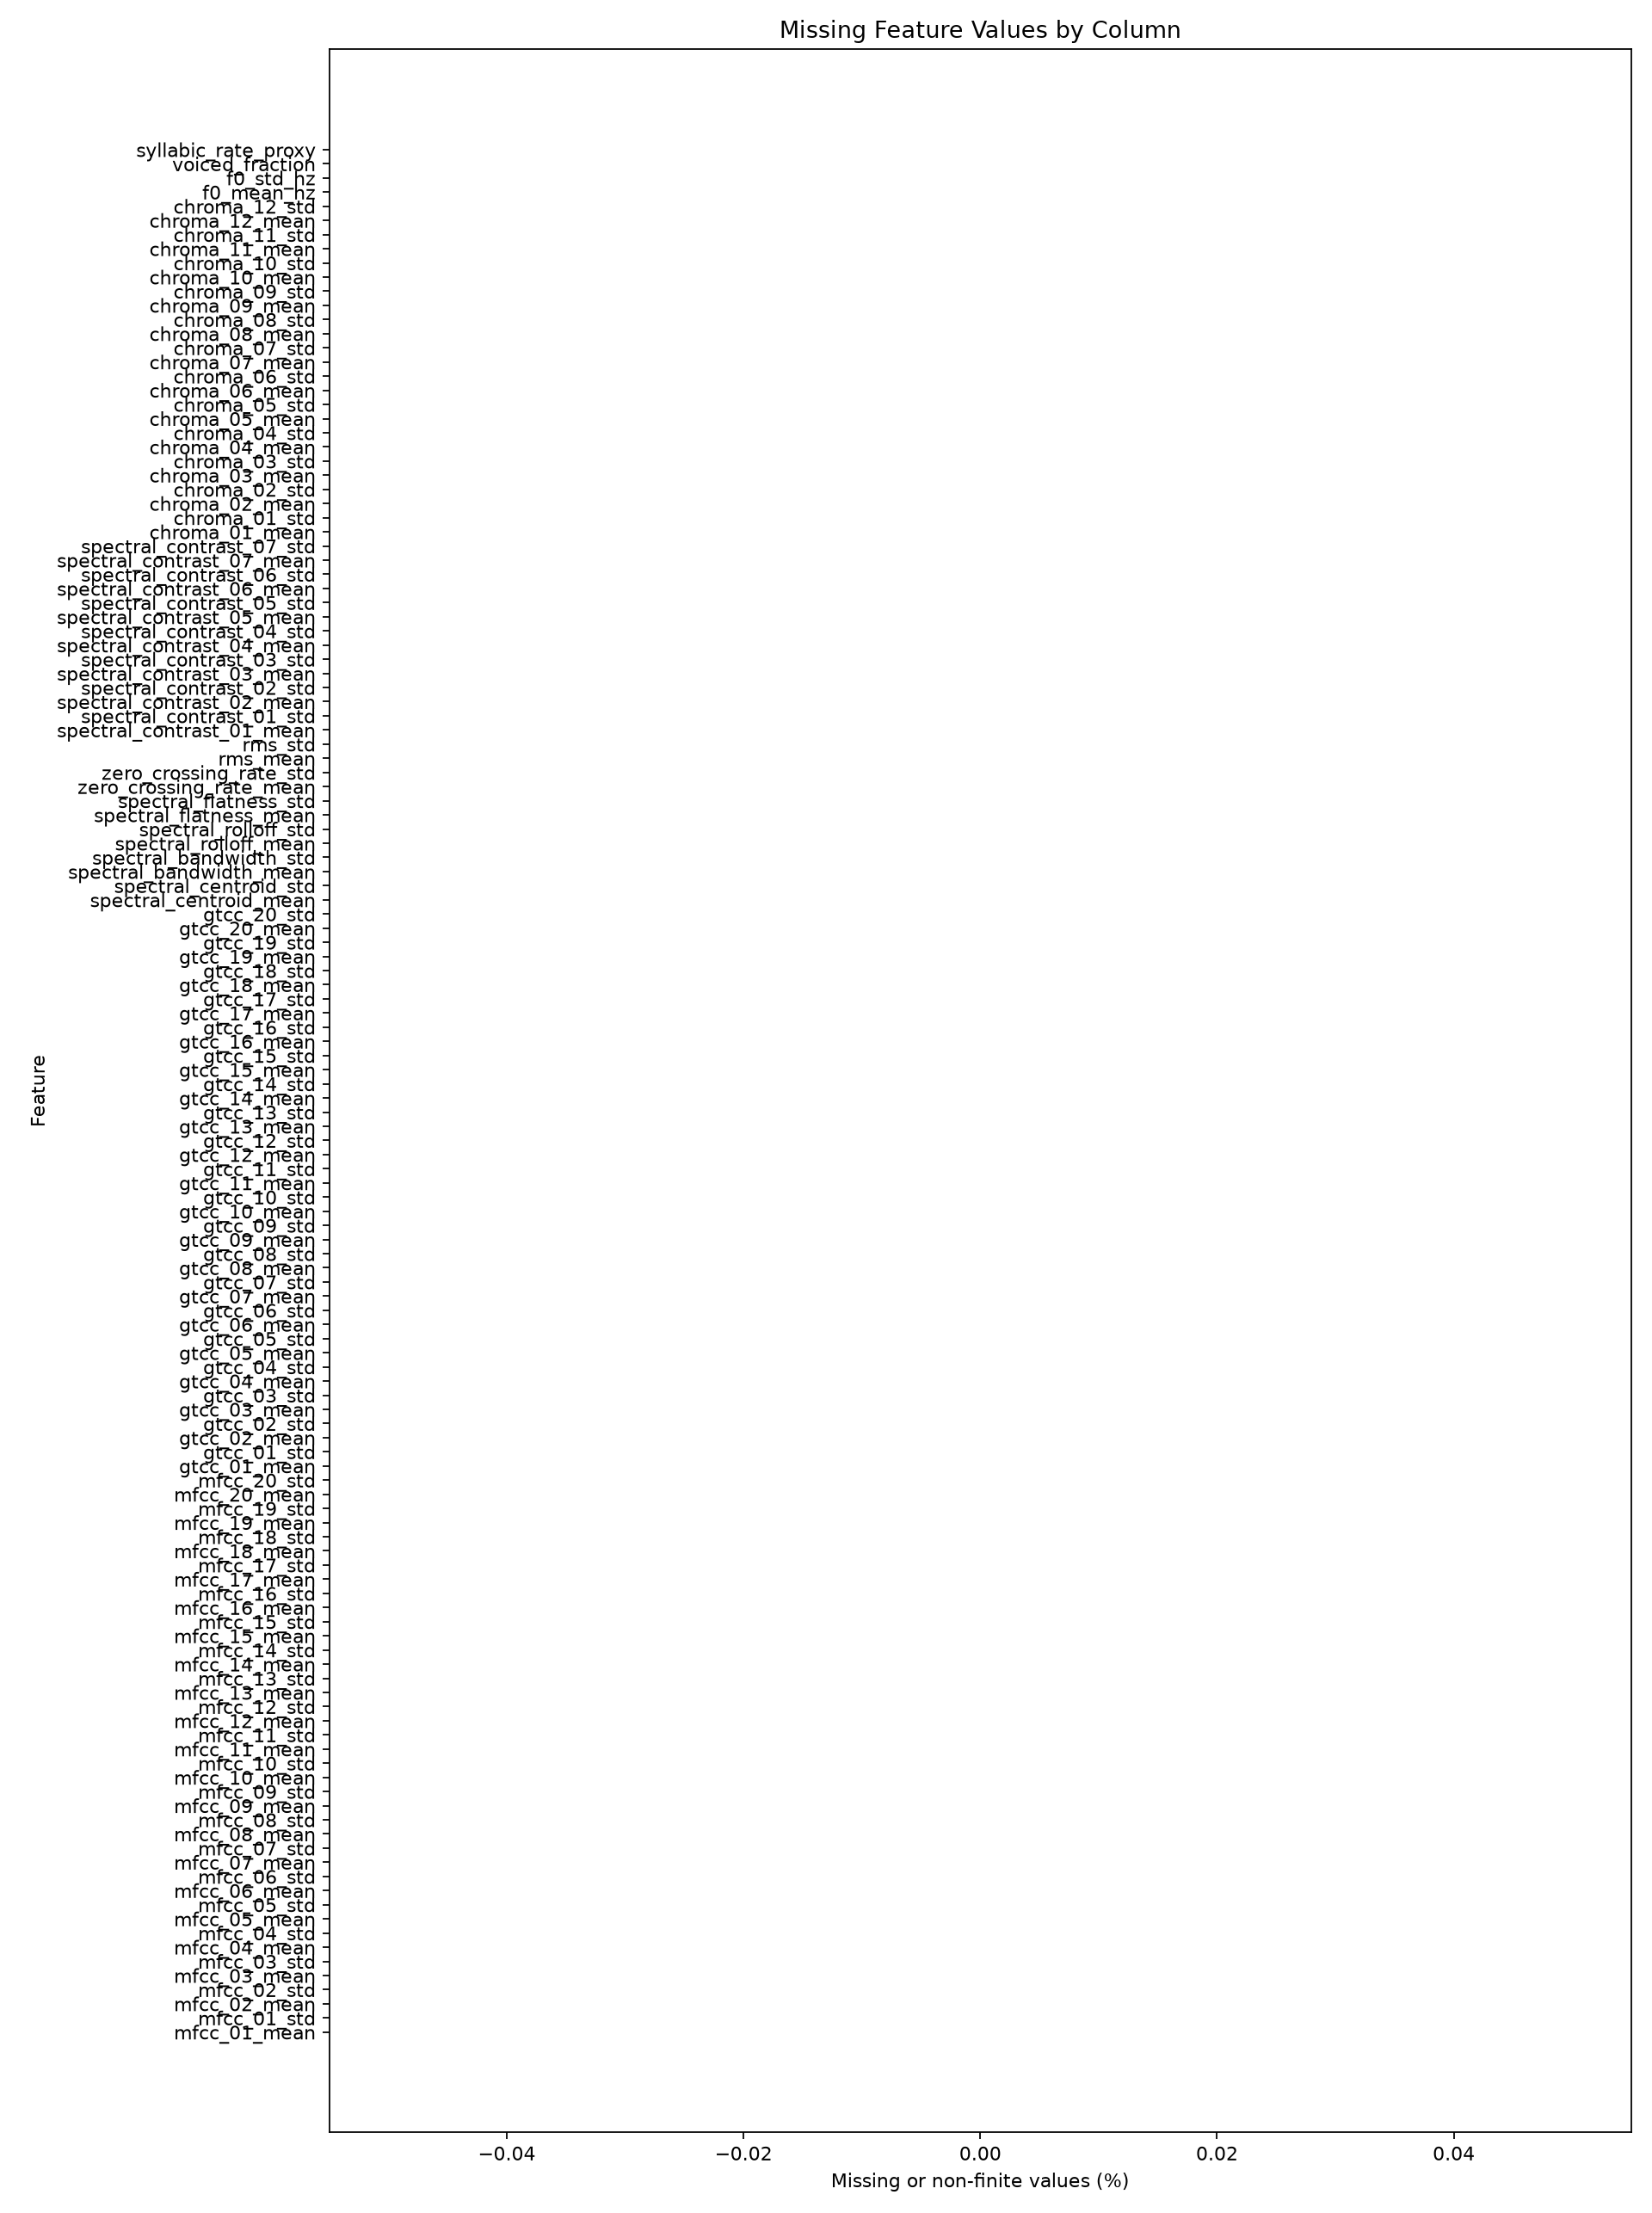 Missing Feature Values by Column
syllabic_rate_proxy
voiced_fraction
f0_std_hz
f0_mean_hz
chroma_12_std
chroma_12_mean
chroma_11_std
chroma_11_mean
chroma_10_std
chroma_10_mean
chroma_09_std
chroma_09_mean
chroma_08_std
chroma_08_mean
chroma_07_std
chroma_07_mean
chroma_06_std
chroma_06_mean
chroma_05_std
chroma_05_mean
chroma_04_std
chroma_04_mean
chroma_03_std
chroma_03_mean
chroma_02_std
chroma_02_mean
chroma_01_std
chroma_01_mean
spectral_contrast_07_std
spectral_contrast_07_mean
spectral_contrast_06_std
spectral_contrast_06_mean
spectral_contrast_05_std
spectral_contrast_05_mean
spectral_contrast_04_std
spectral_contrast_04_mean
spectral_contrast_03_std
spectral_contrast_03_mean
spectral_contrast_02_std
spectral_contrast_02_mean
spectral_contrast_01_std
spectral_contrast_01_mean
rms_std
rms_mean
zero_crossing_rate_std
zero_crossing_rate_mean
spectral_flatness_std
spectral_flatness_mean
spectral_rolloff_std
spectral_rolloff_mean
spectral_bandwidth_std
spectral_bandwidth_mean
spectral_centroid_std
spectral_centroid_mean
gtcc_20_std
gtcc_20_mean
gtcc_19_std
gtcc_19_mean
gtcc_18_std
gtcc_18_mean
gtcc_17_std
gtcc_17_mean
gtcc_16_std
gtcc_16_mean
gtcc_15_std
gtcc_15_mean
gtcc_14_std
gtcc_14_mean
gtcc_13_std
gtcc_13_mean
gtcc_12_std
gtcc_12_mean
gtcc_11_std
gtcc_11_mean
gtcc_10_std
gtcc_10_mean
gtcc_09_std
gtcc_09_mean
gtcc_08_std
gtcc_08_mean
gtcc_07_std
gtcc_07_mean
gtcc_06_std
gtcc_06_mean
gtcc_05_std
gtcc_05_mean
gtcc_04_std
gtcc_04_mean
gtcc_03_std
gtcc_03_mean
gtcc_02_std
gtcc_02_mean
gtcc_01_std
gtcc_01_mean
mfcc_20_std
mfcc_20_mean
mfcc_19_std
mfcc_19_mean
mfcc_18_std
mfcc_18_mean
mfcc_17_std
mfcc_17_mean
mfcc_16_std
mfcc_16_mean
mfcc_15_std
mfcc_15_mean
mfcc_14_std
mfcc_14_mean
mfcc_13_std
mfcc_13_mean
mfcc_12_std
mfcc_12_mean
mfcc_11_std
mfcc_11_mean
mfcc_10_std
mfcc_10_mean
mfcc_09_std
mfcc_09_mean
mfcc_08_std
mfcc_08_mean
mfcc_07_std
mfcc_07_mean
mfcc_06_std
mfcc_06_mean
mfcc_05_std
mfcc_05_mean
mfcc_04_std
mfcc_04_mean
mfcc_03_std
mfcc_03_mean
mfcc_02_std
mfcc_02_mean
mfcc_01_std
mfcc_01_mean
Feature
−0.04 −0.02 0.00 0.02 0.04
Missing or non-finite values (%)